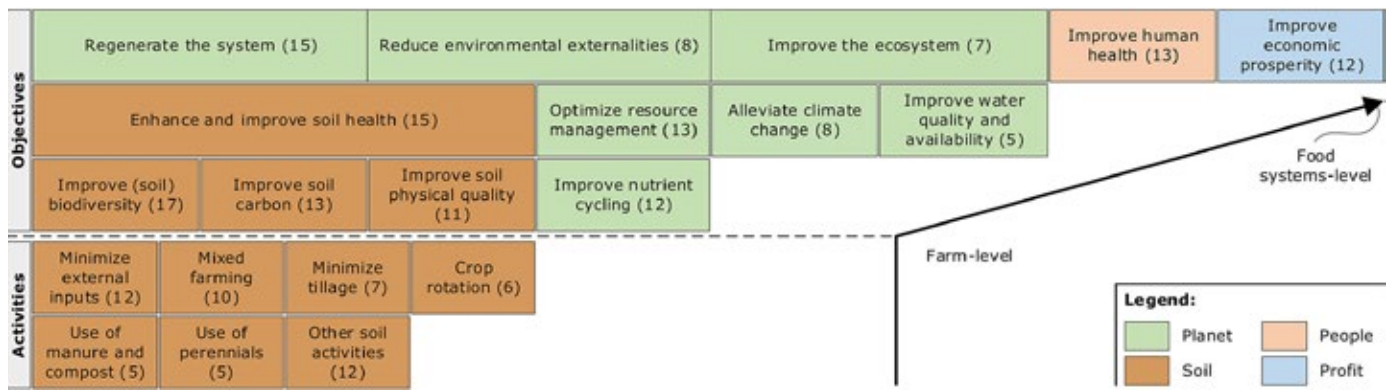 Objectives
Regenerate the system (15)
Reduce environmental externalities (8)
Improve the ecosystem (7)
Improve human
health (13)
Improve
economic
prosperity (12)
Enhance and improve soil health (15)
Optimize resource
management (13)
Alleviate climate
change (8)
Improve water
quality and
availability (5)
Improve (soil)
biodiversity (17)
Improve soil
carbon (13)
Improve soil
physical quality
(11)
Improve nutrient
cycling (12)
Food
systems-level
Farm-level
Activities
Minimize
external
inputs (12)
Mixed
farming
(10)
Minimize
tillage (7)
Crop
rotation (6)
Use of
manure and
compost (5)
Use of
perennials
(5)
Other soil
activities
(12)
Legend:
Planet
People
Soil
Profit